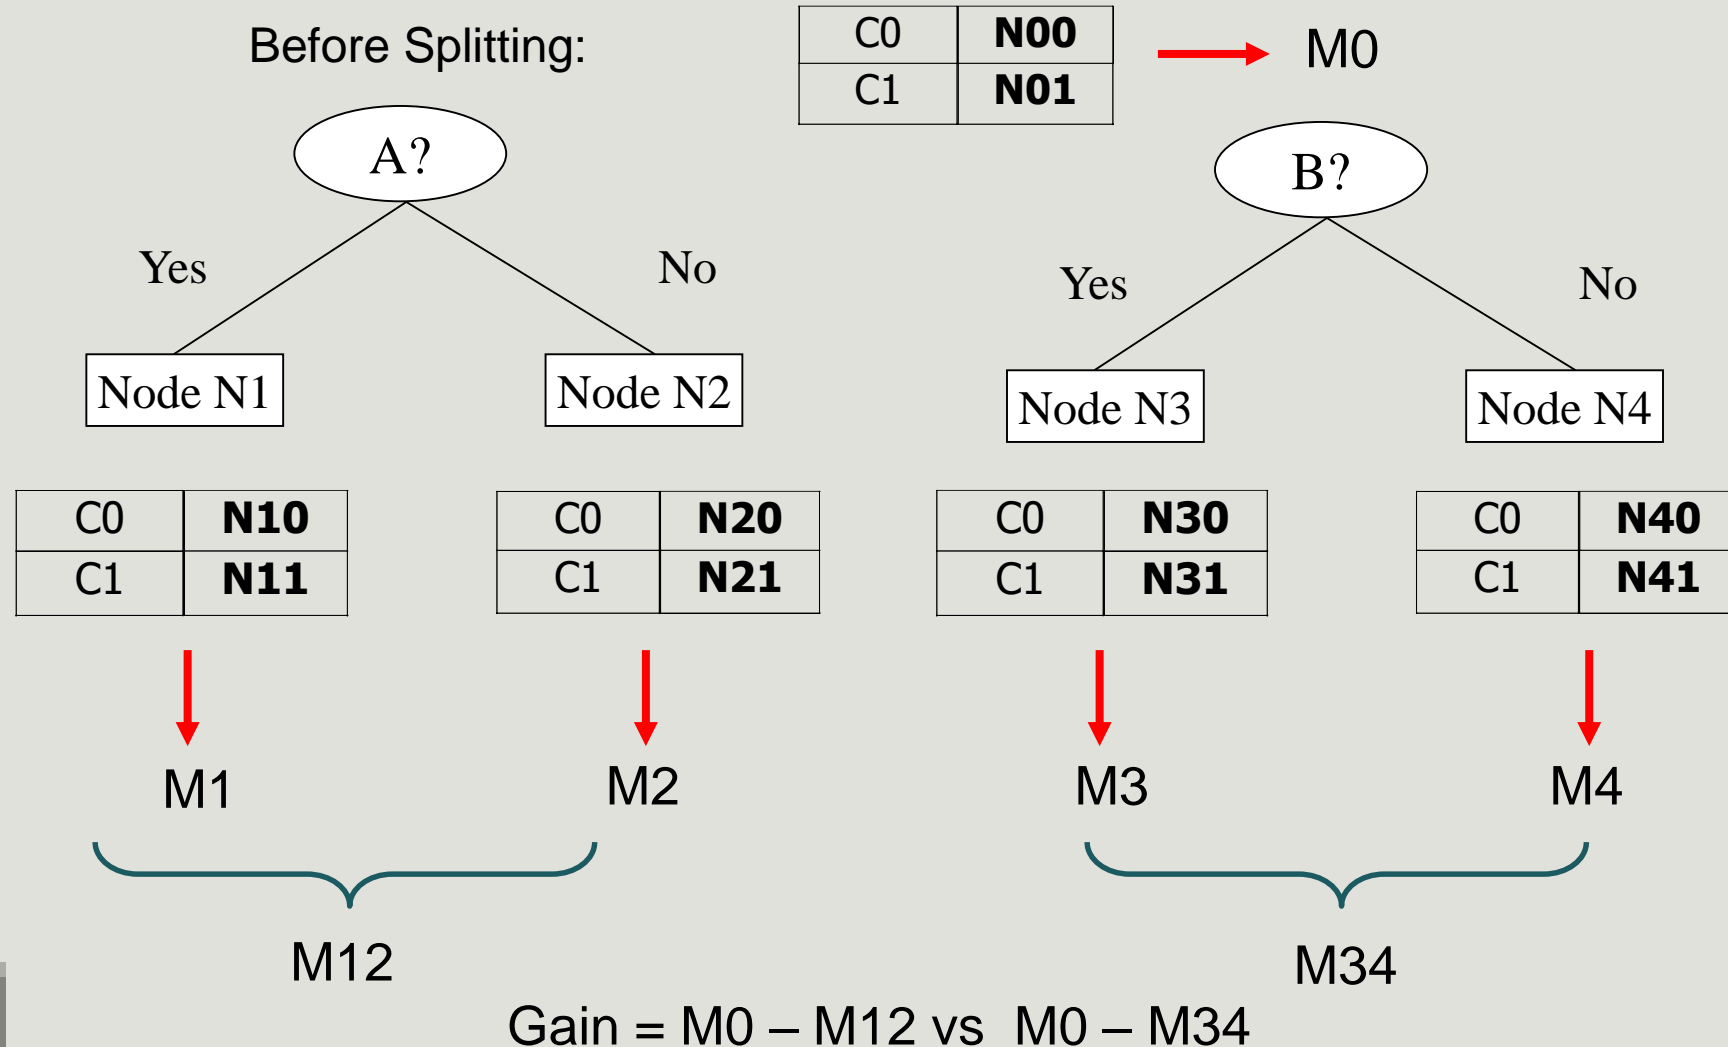 Before Splitting:
C0 N00
C1 N01
M0
A?
B?
Yes No
Yes No
Node N1
Node N2
Node N3
Node N4
C0 N10
C1 N11
C0 N20
C1 N21
C0 N30
C1 N31
C0 N40
C1 N41
M1
M2
M3
M4
M12
M34
Gain = M0 – M12 vs M0 – M34